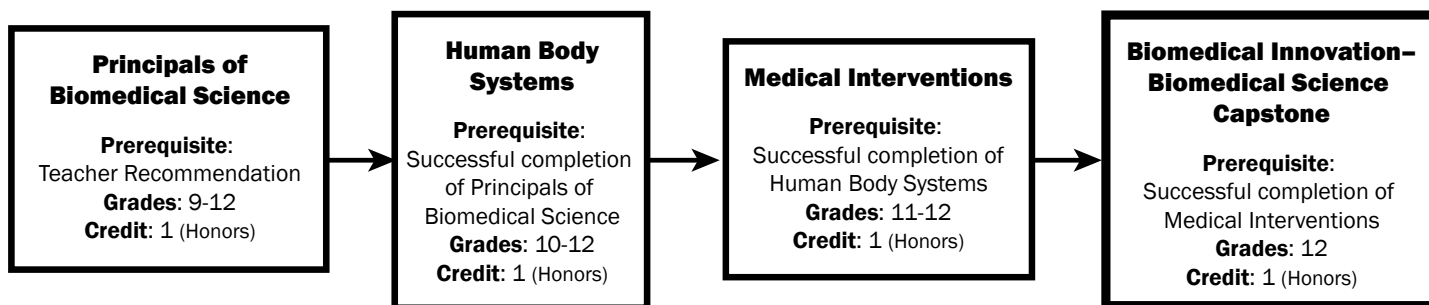 Principals of
Biomedical Science
Prerequisite:
Teacher Recommendation
Grades: 9-12
Credit: 1 (Honors)
Human Body
Systems
Prerequisite:
Successful completion
of Principals of
Biomedical Science
Grades: 10-12
Credit: 1 (Honors)
Medical Interventions
Prerequisite:
Successful completion of
Human Body Systems
Grades: 11-12
Credit: 1 (Honors)
Biomedical Innovation–
Biomedical Science
Capstone
Prerequisite:
Successful completion of
Medical Interventions
Grades: 12
Credit: 1 (Honors)